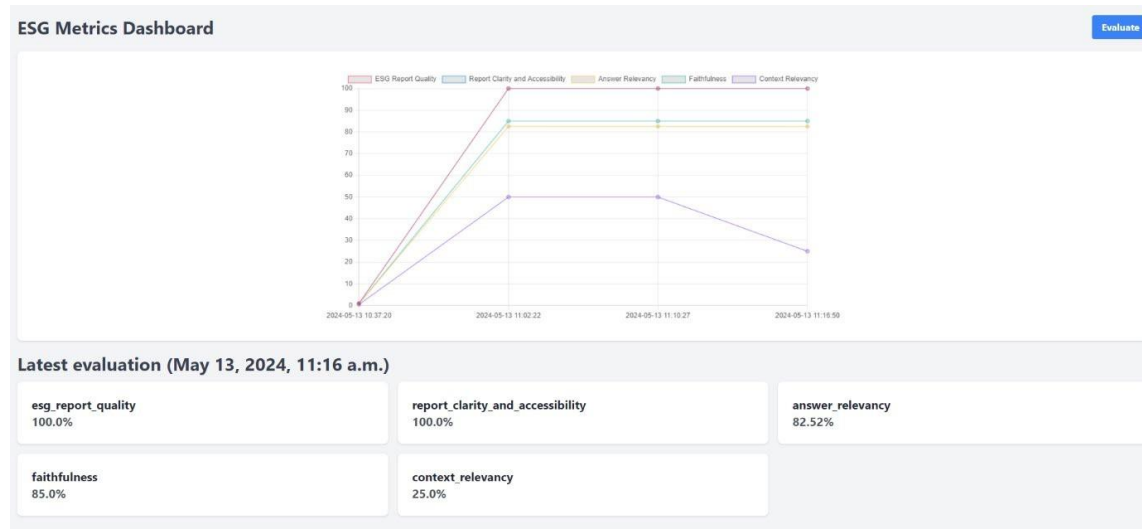 ESG Metrics Dashboard
Evaluate
ESG Report Quality Report Clarity and Accessibility Answer Relevancy Faithfulness Context Relevancy
100
90
80
70
60
50
40
30
20
10
0
2024-05-13 10:37:20 2024-05-13 11:02:22 2024-05-13 11:10:27 2024-05-13 11:16:50
Latest evaluation (May 13, 2024, 11:16 a.m.)
esg_report_quality report_clarity_and_accessibility answer_relevancy
100.0% 100.0% 82.52%
faithfulness context_relevancy
85.0% 25.0%